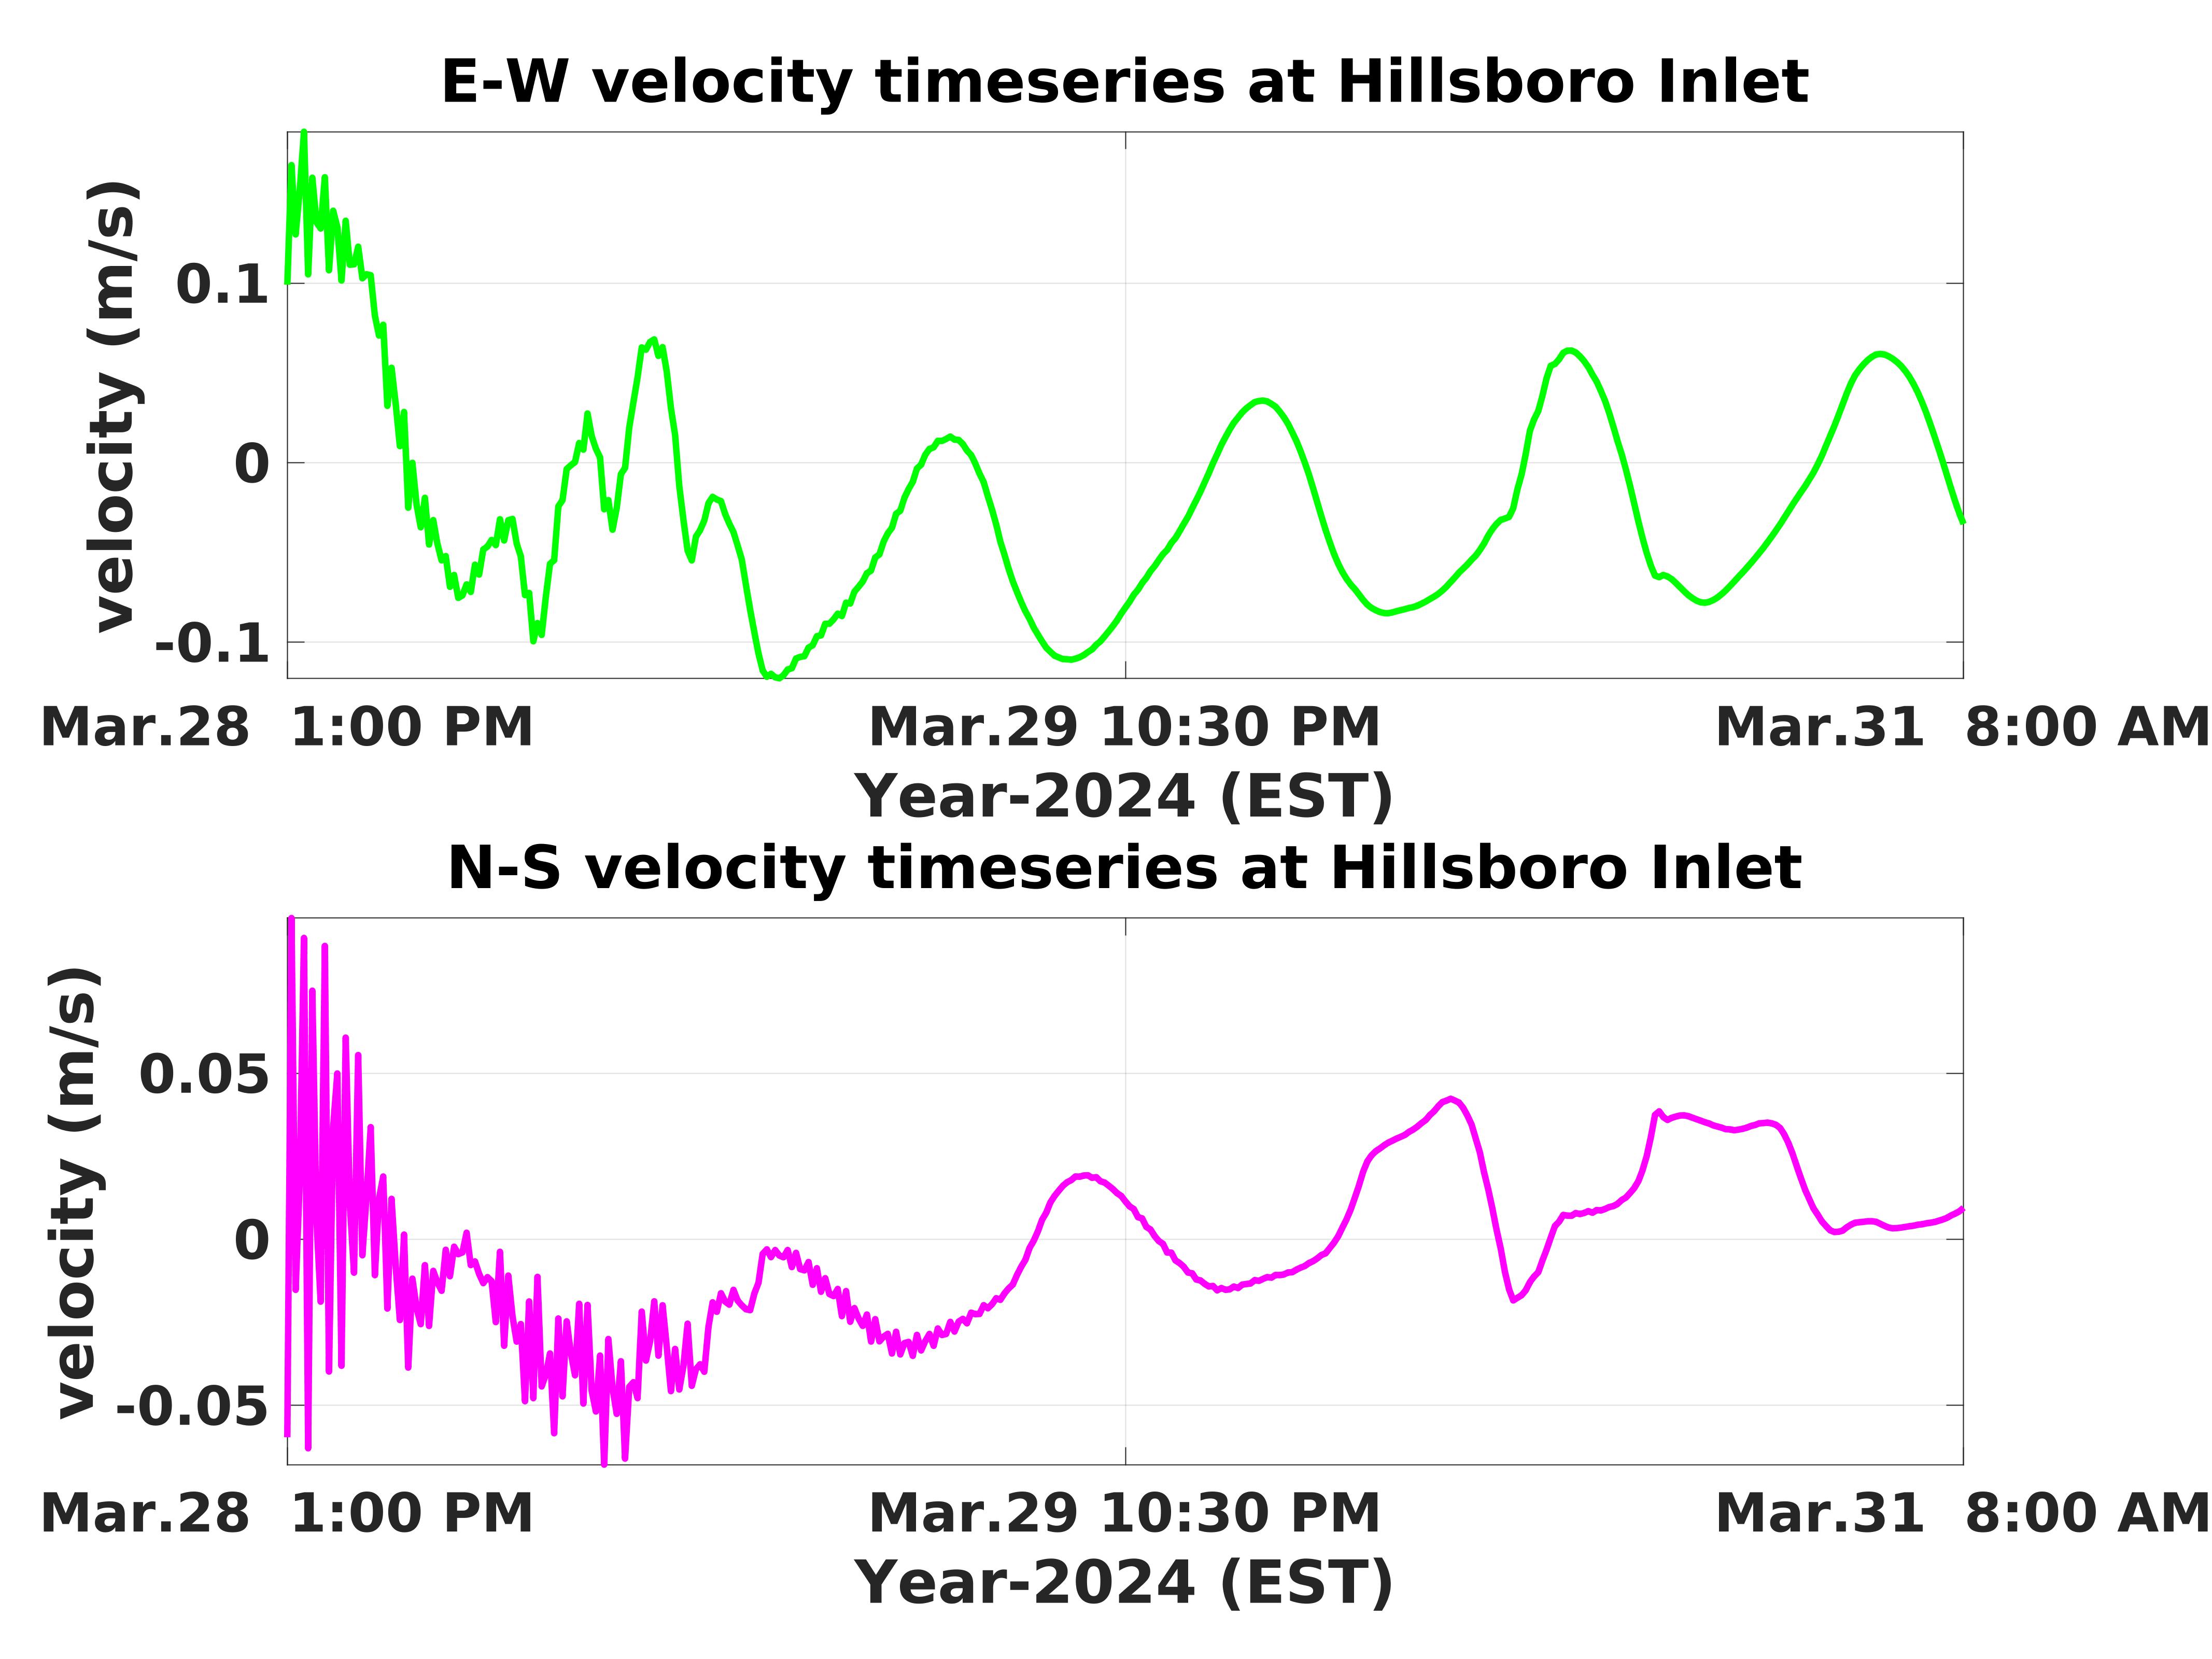 E-W velocity timeseries at Hillsboro Inlet
velocity (m/s)
0.1
0
-0.1
Mar.28 1:00 PM Mar.29 10:30 PM Mar.31 8:00 AM
Year-2024 (EST)
N-S velocity timeseries at Hillsboro Inlet
velocity (m/s)
0.05
0
-0.05
Mar.28 1:00 PM Mar.29 10:30 PM Mar.31 8:00 AM
Year-2024 (EST)